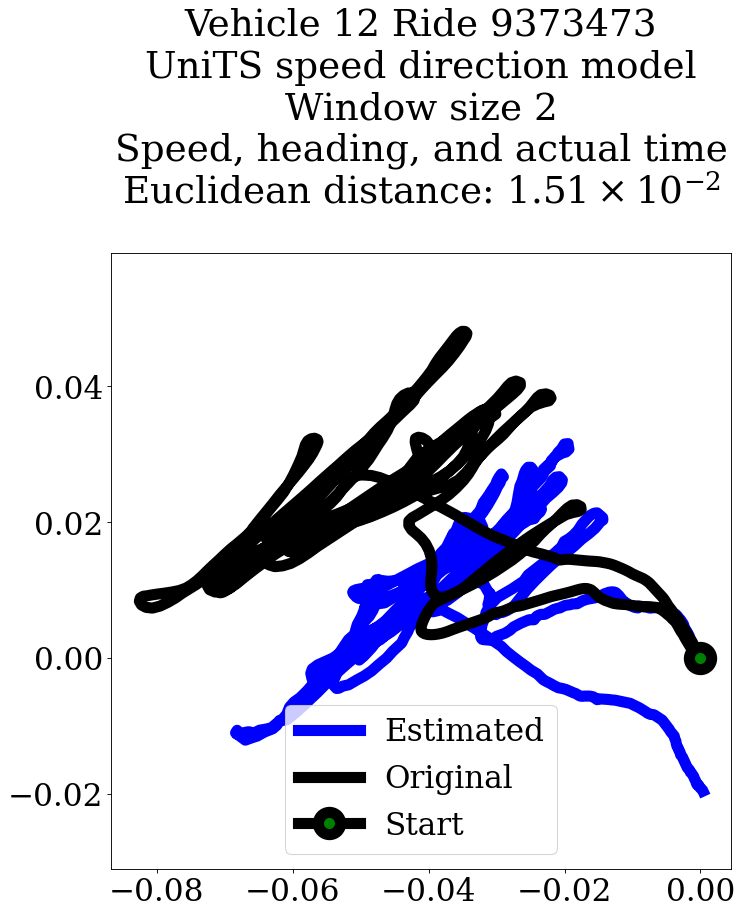 Vehicle 12 Ride 9373473
UniTS speed direction model
Window size 2
Speed, heading, and actual time
Euclidean distance: 1.51 × 10⁻²
0.04
0.02
0.00
−0.02
Estimated
Original
Start
−0.08 −0.06 −0.04 −0.02 0.00